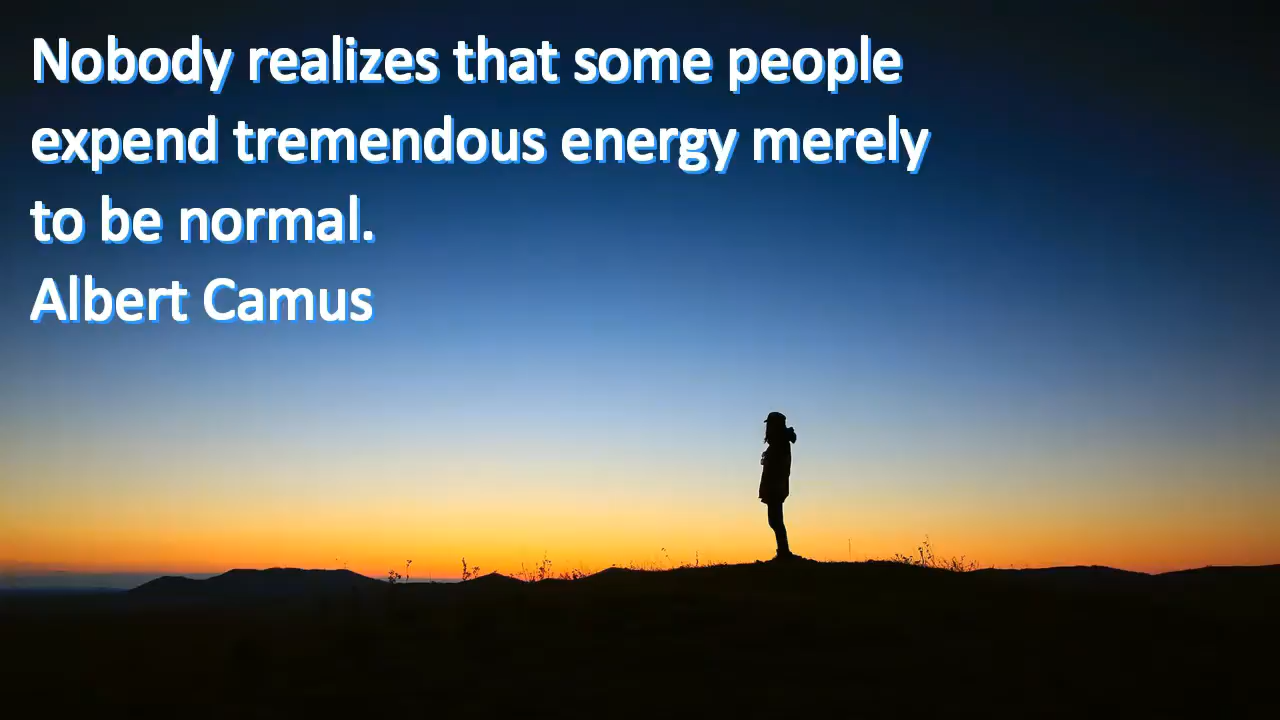 Nobody realizes that some people
expend tremendous energy merely
to be normal.
Albert Camus